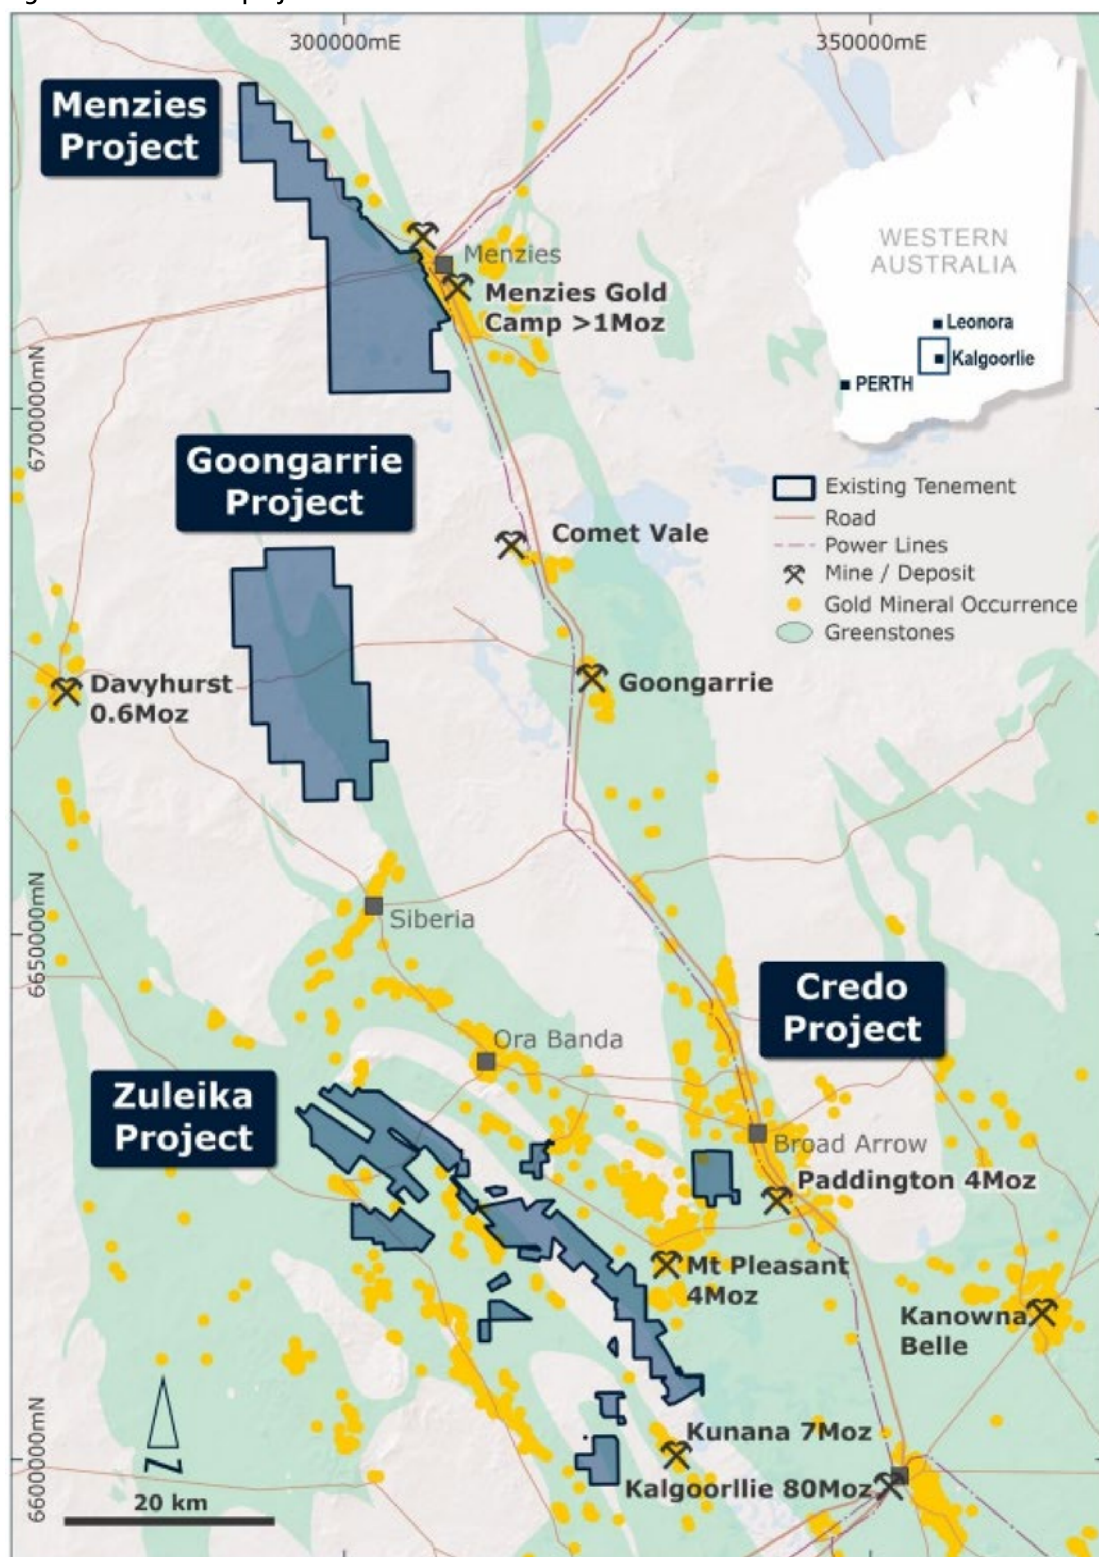 300000mE
350000mE
Menzies
Project
WESTERN
AUSTRALIA
Leonora
Kalgoorlie
PERTH
Menzies
Menzies Gold
Camp >1Moz
6700000mN
Goongarrie
Project
Existing Tenement
Road
Power Lines
Mine / Deposit
Gold Mineral Occurrence
Greenstones
Comet Vale
Davyhurst
0.6Moz
Goongarrie
6650000mN
Siberia
Credo
Project
Ora Banda
Zuleika
Project
Broad Arrow
Paddington 4Moz
Mt Pleasant
4Moz
Kanowna
Belle
Kunana 7Moz
Kalgoorllie 80Moz
6600000mN
N
20 km